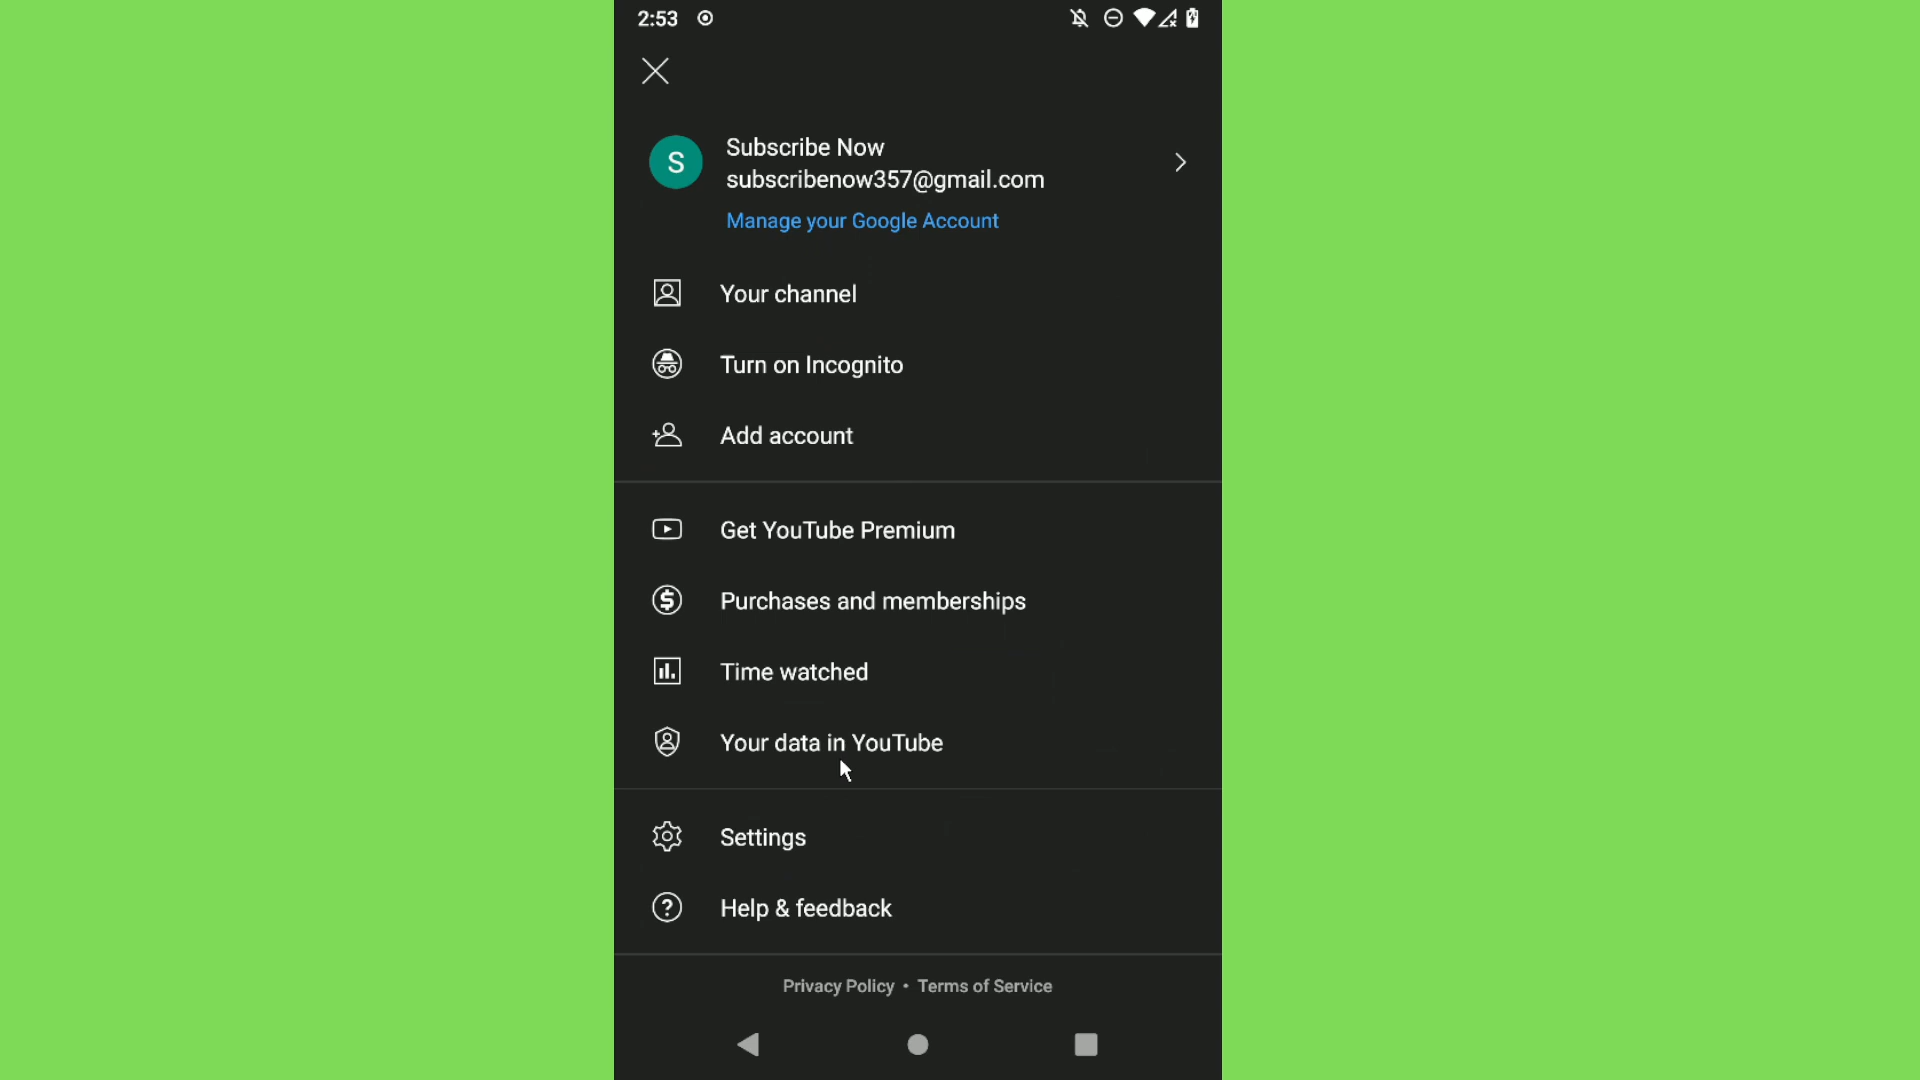 2:53
S
Subscribe Now
subscribenow357@gmail.com
Manage your Google Account
Your channel
Turn on Incognito
Add account
Get YouTube Premium
Purchases and memberships
Time watched
Your data in YouTube
Settings
Help & feedback
Privacy Policy • Terms of Service